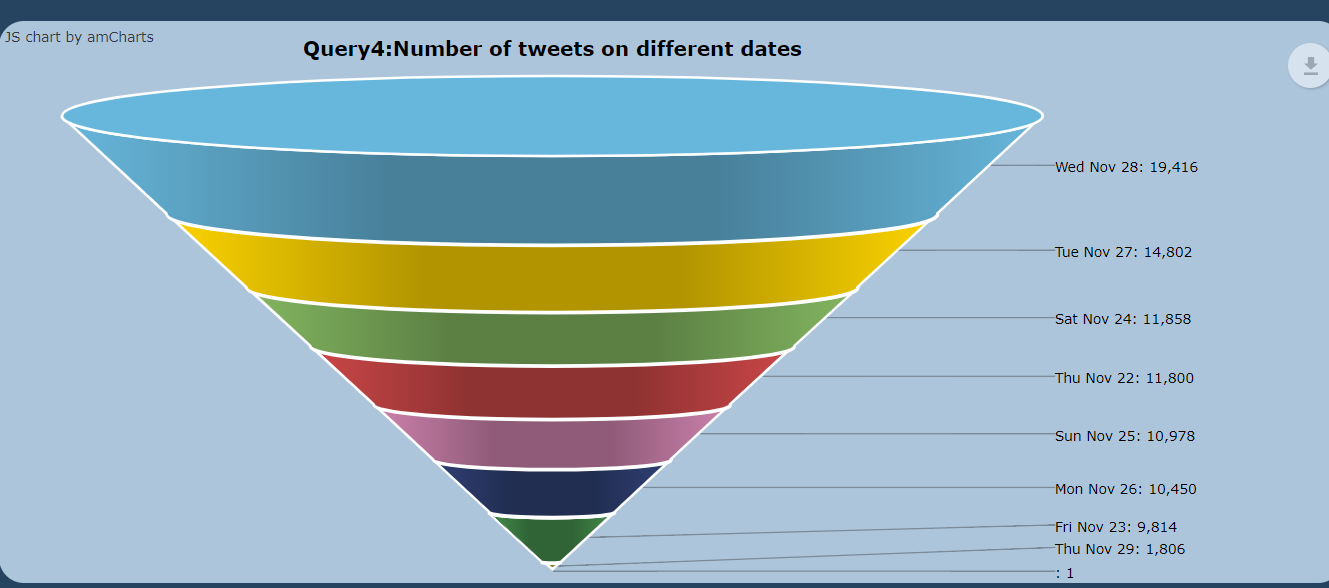 JS chart by amCharts
Query4:Number of tweets on different dates
Wed Nov 28: 19,416
Tue Nov 27: 14,802
Sat Nov 24: 11,858
Thu Nov 22: 11,800
Sun Nov 25: 10,978
Mon Nov 26: 10,450
Fri Nov 23: 9,814
Thu Nov 29: 1,806
: 1